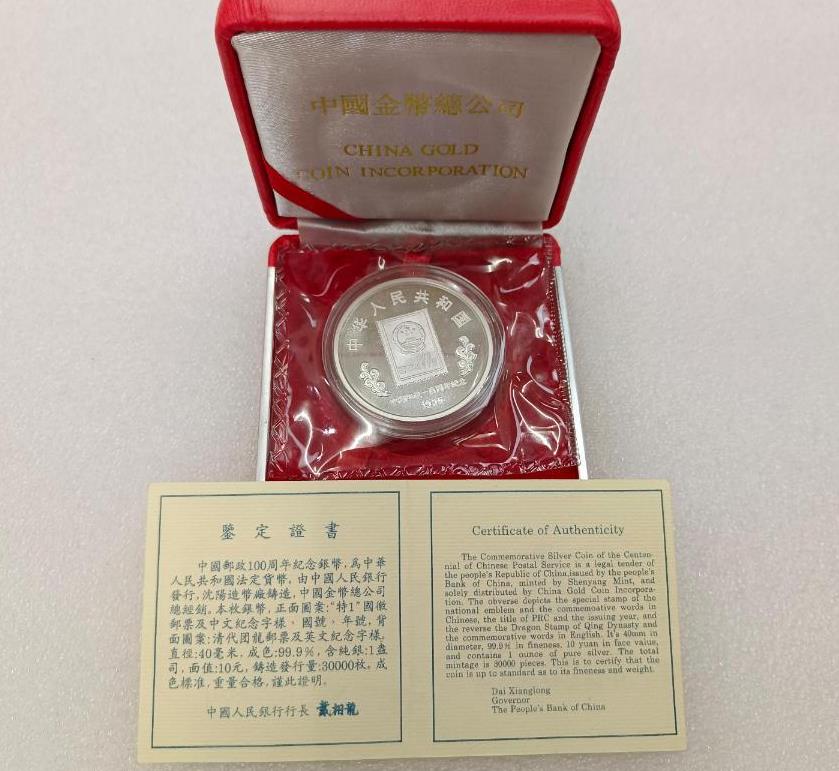 中國金幣總公司
CHINA GOLD
COIN INCORPORATION
中华人民共和国
一百周年纪念
1996
鑒定證書
中國郵政100周年紀念銀幣，爲中華
人民共和國法定貨幣，由中國人民銀行
發行，沈陽造幣廠鑄造，中國金幣總公司
總經銷。本枚銀幣，正面圖案:“特1”國徽
郵票及中文紀念字樣、國號、年號，背
面圖案:清代团龍郵票及英文紀念字樣。
直徑:40毫米，成色:99.9%，含純銀:1盎
司，面值:10元，鑄造發行量:30000枚。成
色標准，重量合格，謹此證明。
中國人民銀行行長 戴相龍
Certificate of Authenticity
The Commemorative Silver Coin of the Centen-
nial of Chinese Postal Service is a legal tender of
the people's Republic of China,issued by the people's
Bank of China, minted by Shenyang Mint, and
solely distributed by China Gold Coin Incorpora-
tion. The obverse depicts the special stamp of the
national emblem and the commemoative words in
Chinese, the title of PRC and the issuing year, and
the reverse the Dragon Stamp of Qing Dynasty and
the commemorative words in English. It's 40mm in
diameter, 99.9% in fineness, 10 yuan in face value,
and contains 1 ounce of pure silver. The total
mintage is 30000 pieces. This is to certify that the
coin is up to standard as to its fineness and weight.
Dai Xianglong
Governor
The People's Bank of China